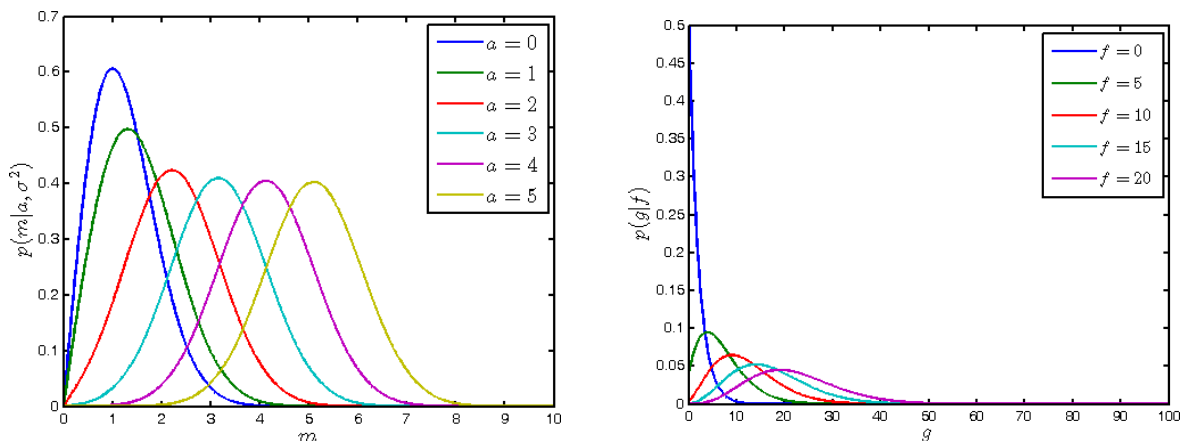 0.7
0.6
0.5
0.4
0.3
0.2
0.1
0
0 1 2 3 4 5 6 7 8 9 10
p(m|a, σ²)
m
a = 0
a = 1
a = 2
a = 3
a = 4
a = 5
0.5
0.45
0.4
0.35
0.3
0.25
0.2
0.15
0.1
0.05
0
0 10 20 30 40 50 60 70 80 90 100
p(g|f)
g
f = 0
f = 5
f = 10
f = 15
f = 20